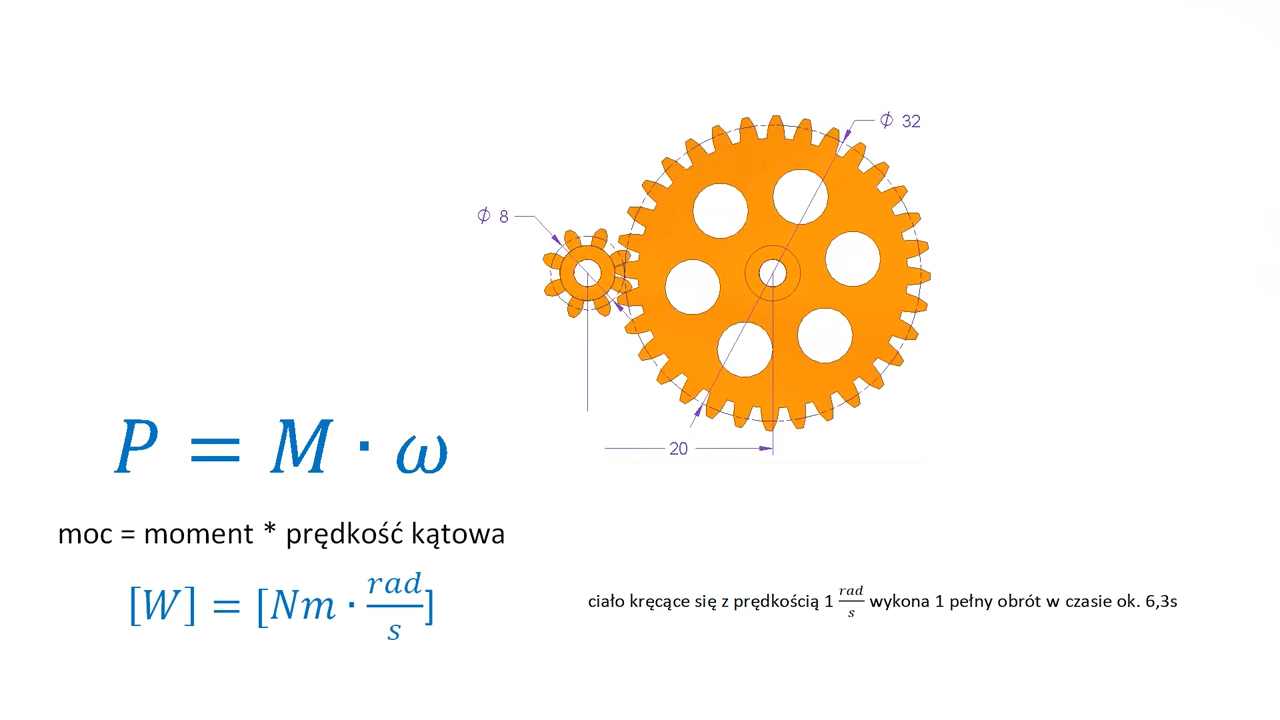 ⌀ 32
⌀ 8
20
P = M · ω
moc = moment * prędkość kątowa
[W] = [Nm · rad/s]
ciało kręcące się z prędkością 1 rad/s wykona 1 pełny obrót w czasie ok. 6,3s